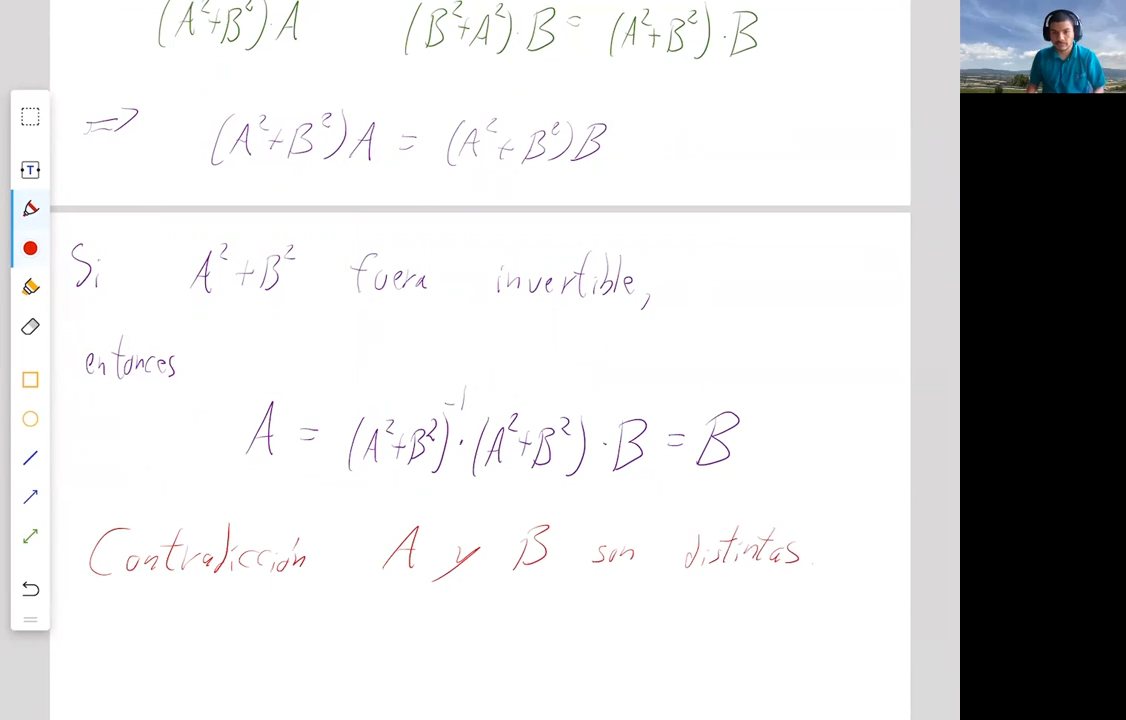 (A²+B²)·A (B²+A²)·B = (A²+B²)·B
⇒ (A²+B²)A = (A²+B²)B
Si A²+B² fuera invertible,
entonces
A = (A²+B²)⁻¹·(A²+B²)·B = B
Contradicción A y B son distintas.